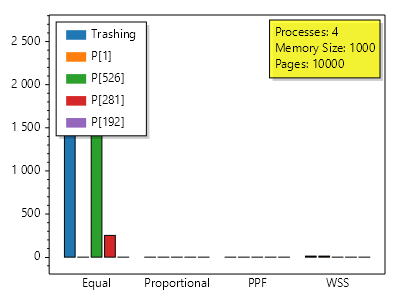 2 500
2 000
1 500
1 000
500
0
Trashing
P[1]
P[526]
P[281]
P[192]
Processes: 4
Memory Size: 1000
Pages: 10000
Equal
Proportional
PPF
WSS